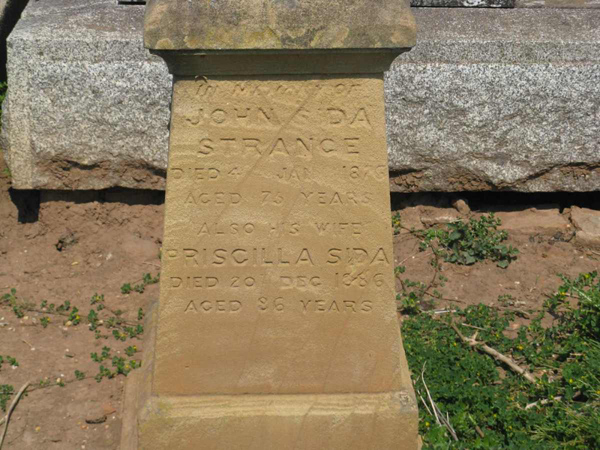 IN MEMORY OF
JOHN SIDA
STRANGE
DIED 4 JAN
AGED 73 YEARS
ALSO HIS WIFE
PRISCILLA SIDA
DIED 20 DEC 1886
AGED 86 YEARS